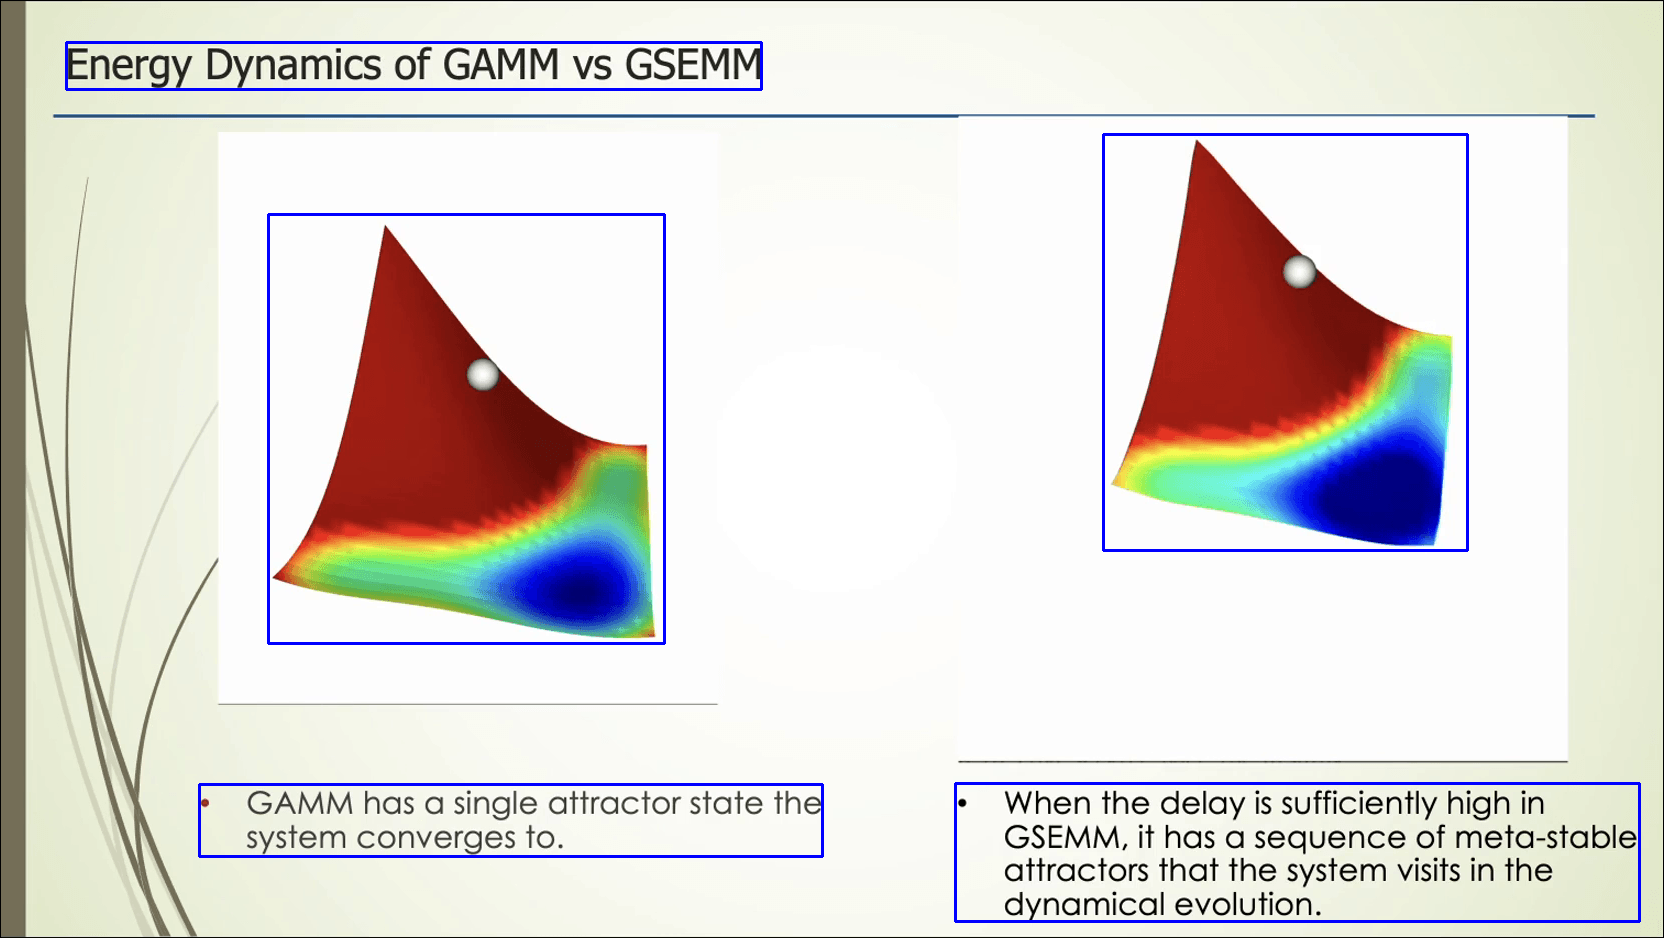 Energy Dynamics of GAMM vs GSEMM
• GAMM has a single attractor state the
system converges to.
• When the delay is sufficiently high in
GSEMM, it has a sequence of meta-stable
attractors that the system visits in the
dynamical evolution.